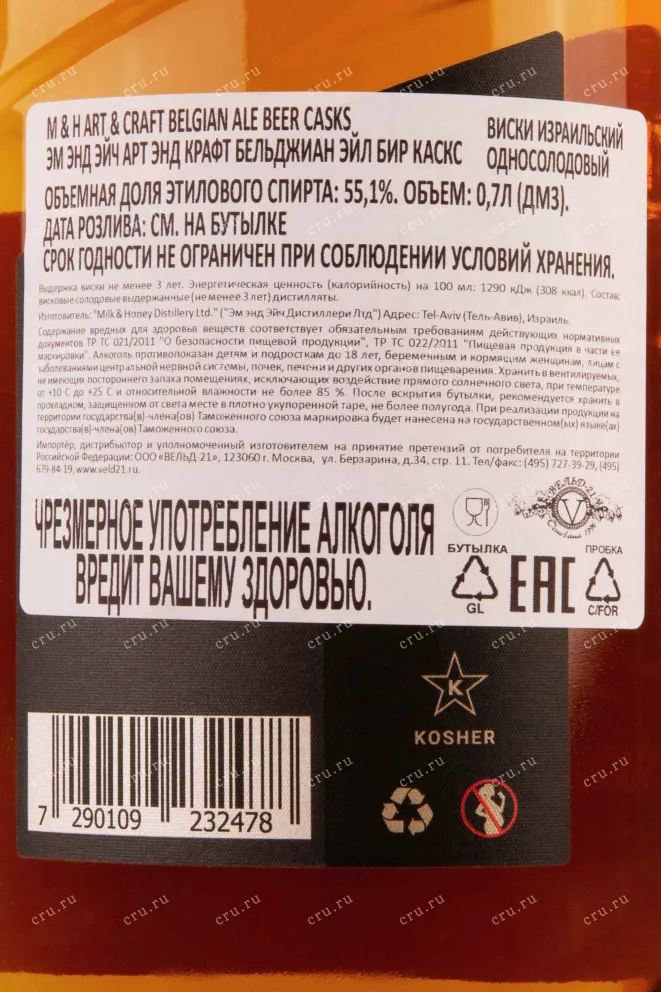 M & H ART & CRAFT BELGIAN ALE BEER CASKS
ЭМ ЭНД ЭЙЧ АРТ ЭНД КРАФТ БЕЛЬДЖИАН ЭЙЛ БИР КАСКС
ВИСКИ ИЗРАИЛЬСКИЙ
ОДНОСОЛОДОВЫЙ
ОБЪЕМНАЯ ДОЛЯ ЭТИЛОВОГО СПИРТА: 55,1%. ОБЪЕМ: 0,7Л (ДМ3).
ДАТА РОЗЛИВА: СМ. НА БУТЫЛКЕ
СРОК ГОДНОСТИ НЕ ОГРАНИЧЕН ПРИ СОБЛЮДЕНИИ УСЛОВИЙ ХРАНЕНИЯ.
Выдержка виски не менее 3 лет. Энергетическая ценность (калорийность) на 100 мл: 1290 кДж (308 ккал). Состав:
висковые солодовые выдержанные (не менее 3 лет) дистилляты.
Изготовитель: "Milk & Honey Distillery Ltd." ("Эм энд Эйч Дистиллери Лтд") Адрес: Tel-Aviv (Тель-Авив), Израиль.
Содержание вредных для здоровья веществ соответствует обязательным требованиям действующих нормативных
документов ТР ТС 021/2011 "О безопасности пищевой продукции", ТР ТС 022/2011 "Пищевая продукция в части ее
маркировки". Алкоголь противопоказан детям и подросткам до 18 лет, беременным и кормящим женщинам, лицам с
заболеваниями центральной нервной системы, почек, печени и других органов пищеварения. Хранить в вентилируемых,
не имеющих постороннего запаха помещениях, исключающих воздействие прямого солнечного света, при температуре
от +10 С до +25 С и относительной влажности не более 85 %. После вскрытия бутылки, рекомендуется хранить в
прохладном, защищенном от света месте в плотно укупоренной таре, не более полугода. При реализации продукции на
территории государства(в)-члена(ов) Таможенного союза маркировка будет нанесена на государственном(ых) языке(ах)
государства(в)-члена(ов) Таможенного союза.
Импортёр, дистрибьютор и уполномоченный изготовителем на принятие претензий от потребителя на территории
Российской Федерации: ООО «ВЕЛЬД-21», 123060 г. Москва, ул. Берзарина, д.34, стр. 11. Тел/факс: (495) 727-39-29, (495)
679-84-19, www.veld21.ru.
ЧРЕЗМЕРНОЕ УПОТРЕБЛЕНИЕ АЛКОГОЛЯ
ВРЕДИТ ВАШЕМУ ЗДОРОВЬЮ.
ВЕЛЬД-21
V
БУТЫЛКА
ПРОБКА
GL
EAC
C/FOR
K
KOSHER
7 290109 232478
cru.ru